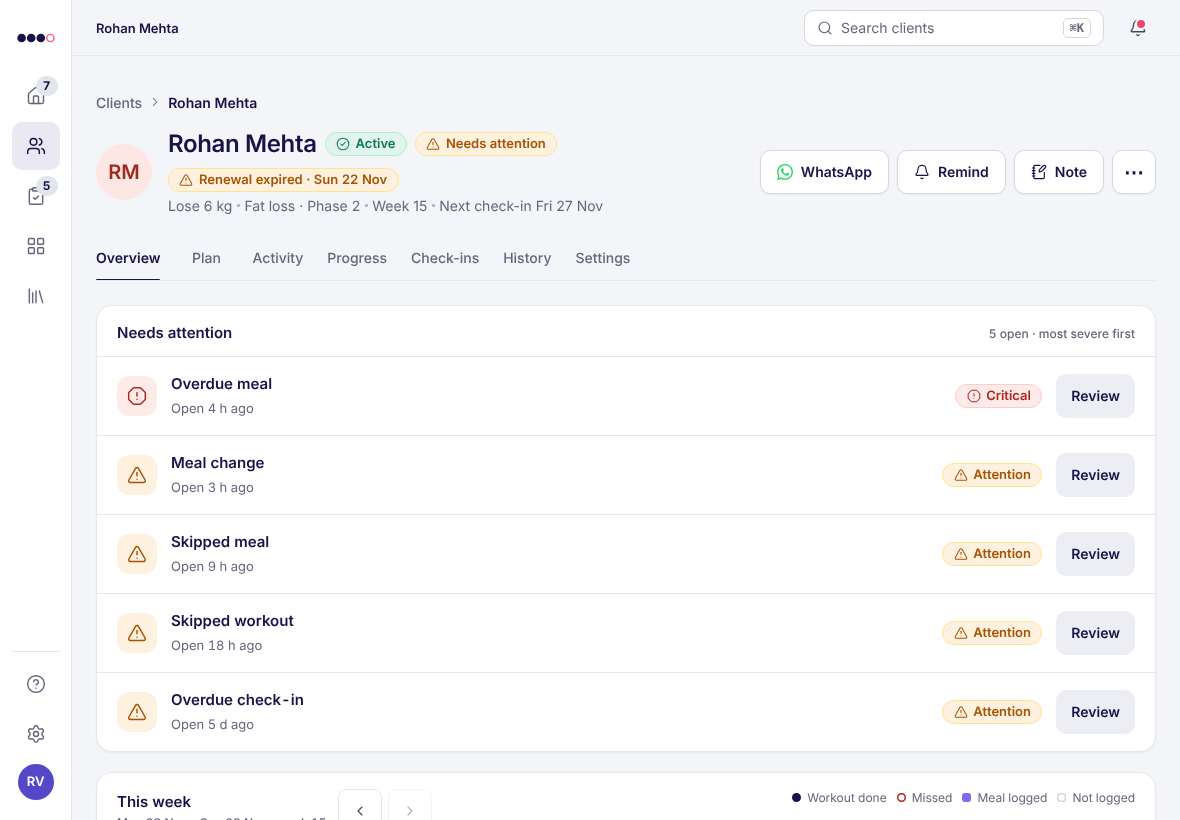 Rohan Mehta
Search clients
⌘K
7
5
Clients
Rohan Mehta
RM
Rohan Mehta
Active
Needs attention
Renewal expired · Sun 22 Nov
Lose 6 kg · Fat loss · Phase 2 · Week 15 · Next check-in Fri 27 Nov
WhatsApp
Remind
Note
Overview Plan Activity Progress Check-ins History Settings
Needs attention
5 open · most severe first
Overdue meal
Open 4 h ago
Critical
Review
Meal change
Open 3 h ago
Attention
Review
Skipped meal
Open 9 h ago
Attention
Review
Skipped workout
Open 18 h ago
Attention
Review
Overdue check-in
Open 5 d ago
Attention
Review
RV
This week
Workout done Missed Meal logged Not logged